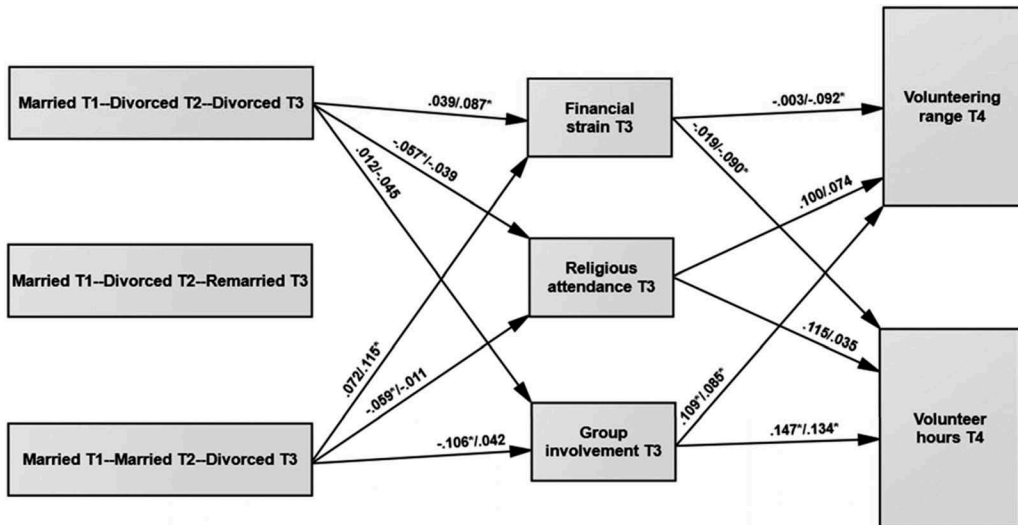 Married T1--Divorced T2--Divorced T3
Married T1--Divorced T2--Remarried T3
Married T1--Married T2--Divorced T3
.039/.087*
-.057*/-.039
.012/-.045
.072/.115*
-.059*/-.011
-.106*/.042
Financial
strain T3
Religious
attendance T3
Group
involvement T3
-.003/-.092*
-.019/-.090*
.100/.074
.115/.035
.109*/.085*
.147*/.134*
Volunteering
range T4
Volunteer
hours T4